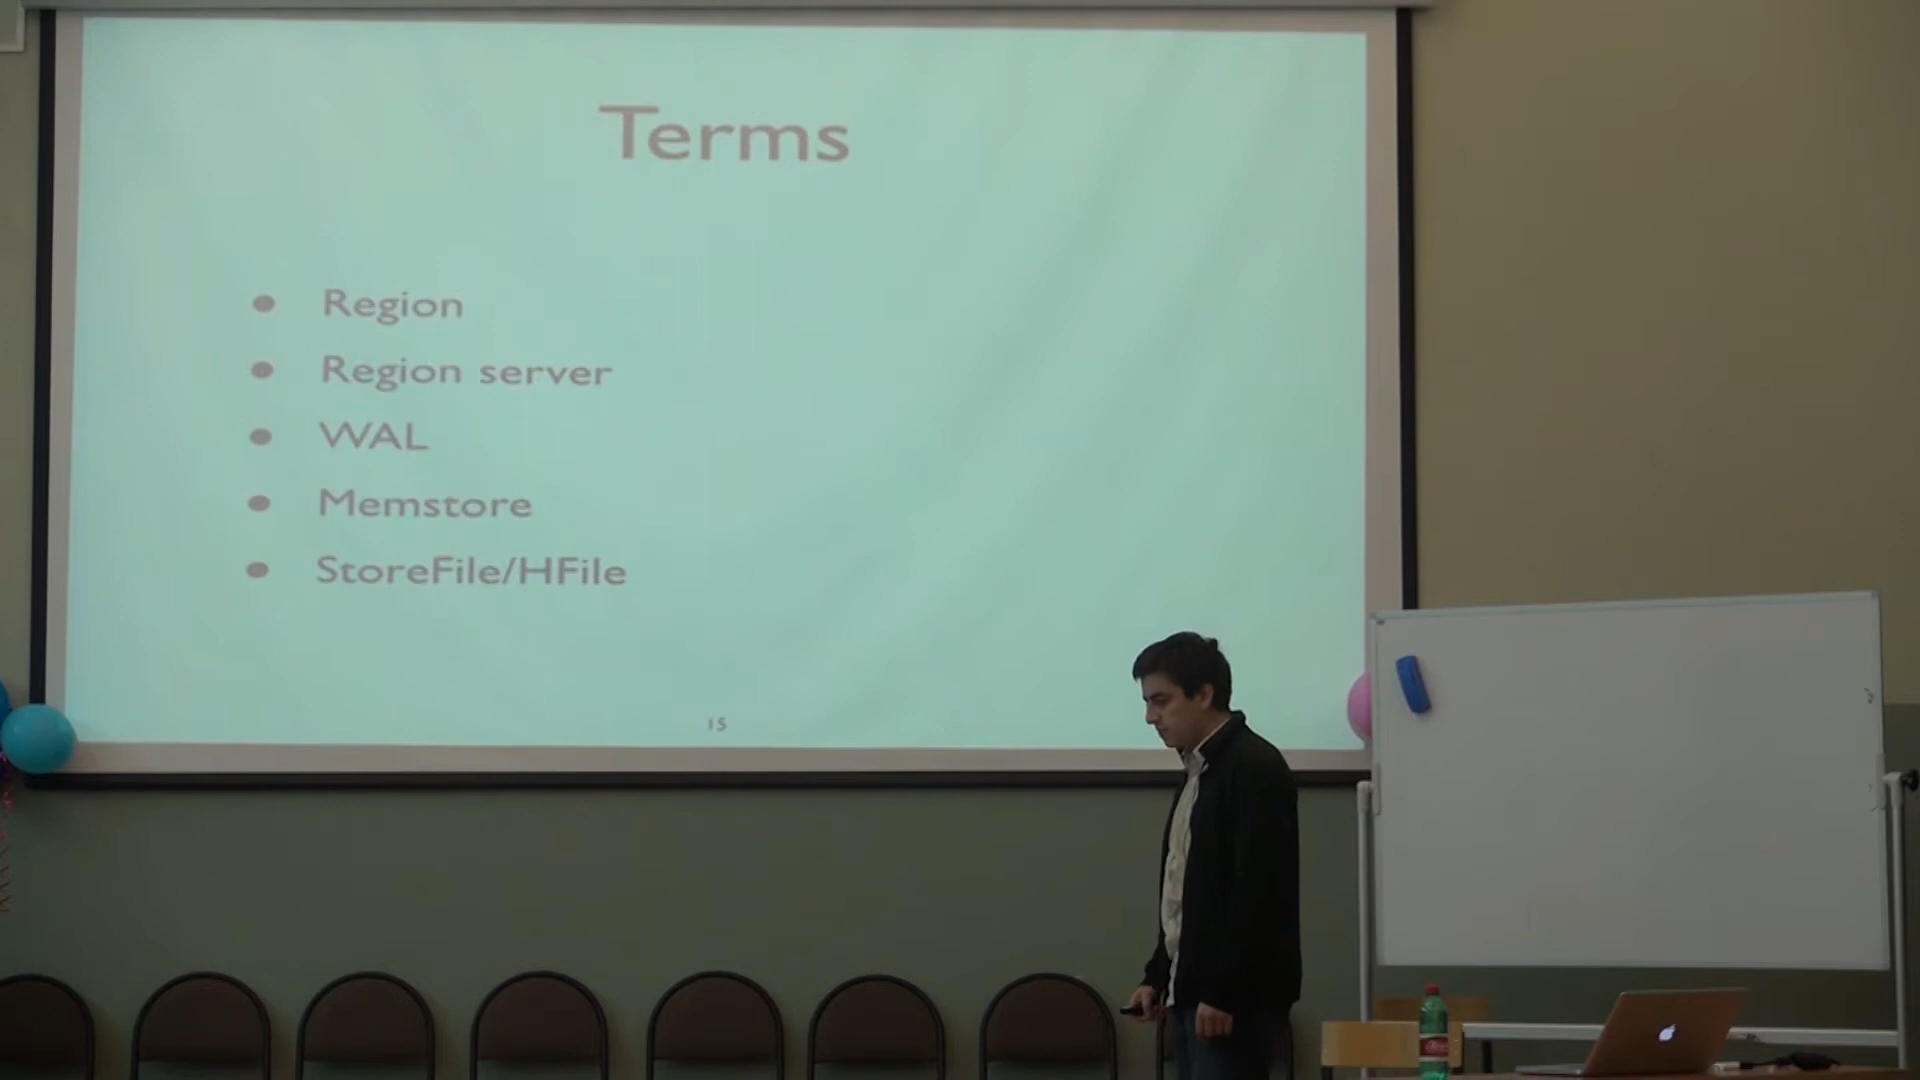 Terms
Region
Region server
WAL
Memstore
StoreFile/HFile
15